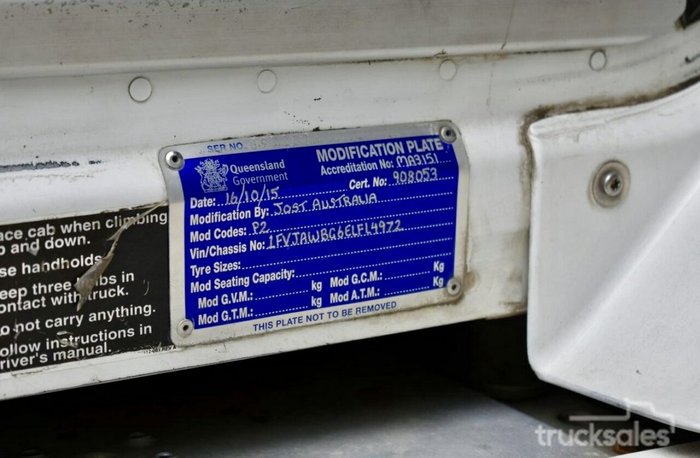 SER NO
Queensland
Government
MODIFICATION PLATE
Accreditation No: MA3151
Date: 16/10/15 Cert. No: 908053
Modification By: JOST AUSTRALIA
Mod Codes: P2
Vin/Chassis No: 1FVJAWBG6ELFL4972
Tyre Sizes:
Mod Seating Capacity:
Mod G.V.M.: kg Mod G.C.M.: Kg
Mod G.T.M.: kg Mod A.T.M.: Kg
THIS PLATE NOT TO BE REMOVED
ace cab when climbing
and down.
se handholds
eep three bs in
ontact with truck.
o not carry anything.
ollow instructions in
river's manual.
trucksales